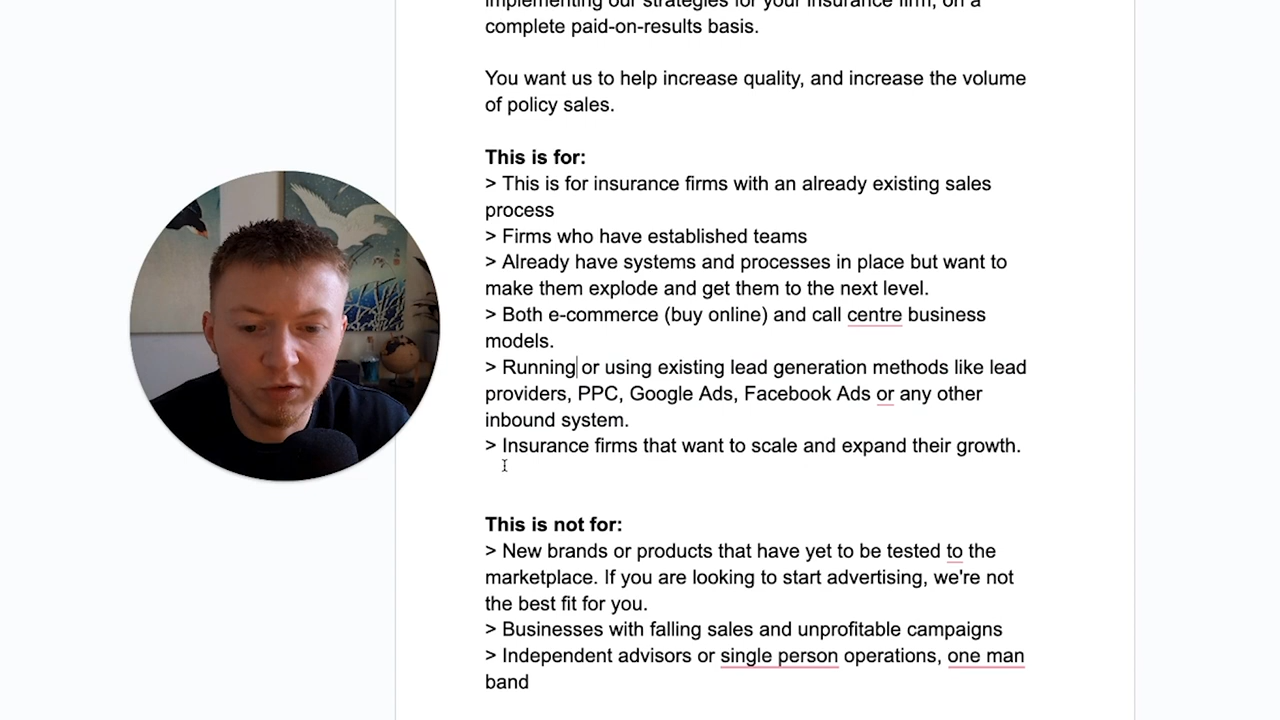 implementing our strategies for your insurance firm, on a
complete paid-on-results basis.
You want us to help increase quality, and increase the volume
of policy sales.
This is for:
> This is for insurance firms with an already existing sales
process
> Firms who have established teams
> Already have systems and processes in place but want to
make them explode and get them to the next level.
> Both e-commerce (buy online) and call centre business
models.
> Running or using existing lead generation methods like lead
providers, PPC, Google Ads, Facebook Ads or any other
inbound system.
> Insurance firms that want to scale and expand their growth.
This is not for:
> New brands or products that have yet to be tested to the
marketplace. If you are looking to start advertising, we're not
the best fit for you.
> Businesses with falling sales and unprofitable campaigns
> Independent advisors or single person operations, one man
band